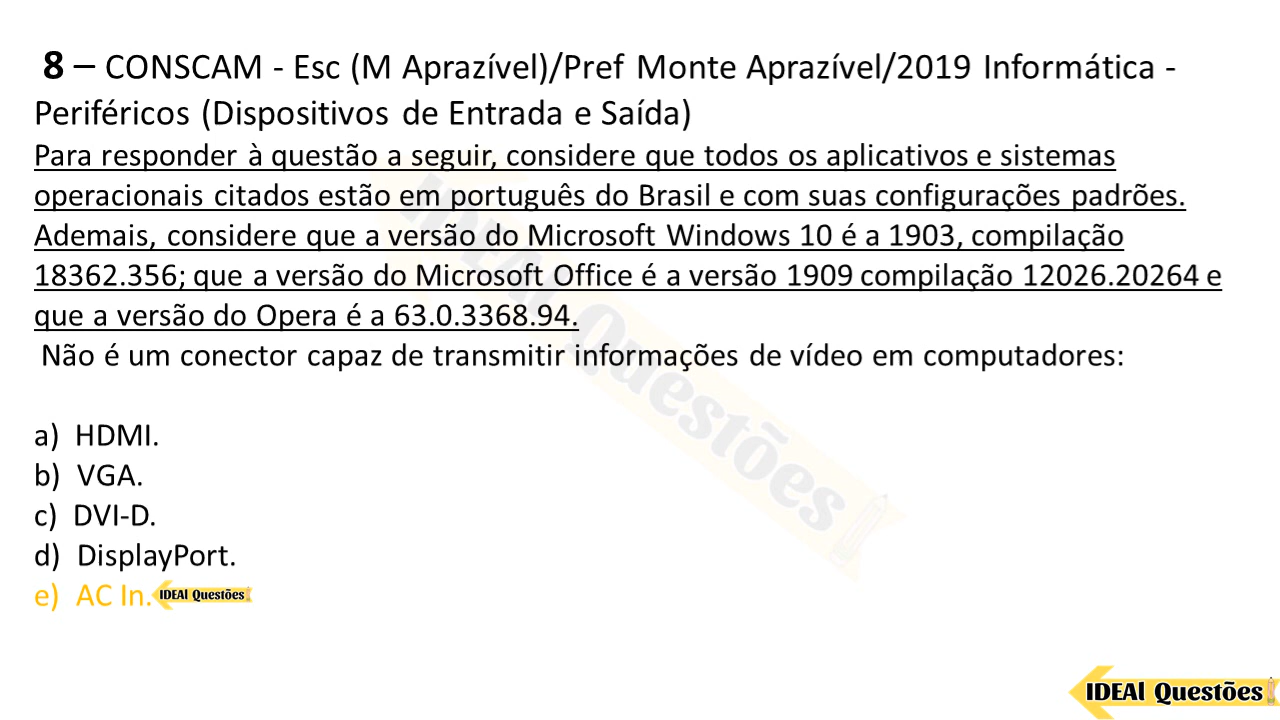 8 – CONSCAM - Esc (M Aprazível)/Pref Monte Aprazível/2019 Informática -
Periféricos (Dispositivos de Entrada e Saída)
Para responder à questão a seguir, considere que todos os aplicativos e sistemas
operacionais citados estão em português do Brasil e com suas configurações padrões.
Ademais, considere que a versão do Microsoft Windows 10 é a 1903, compilação
18362.356; que a versão do Microsoft Office é a versão 1909 compilação 12026.20264 e
que a versão do Opera é a 63.0.3368.94.
Não é um conector capaz de transmitir informações de vídeo em computadores:
a) HDMI.
b) VGA.
c) DVI-D.
d) DisplayPort.
e) AC In. IDEAl Questões
IDEAl Questões
IDEAl Questões